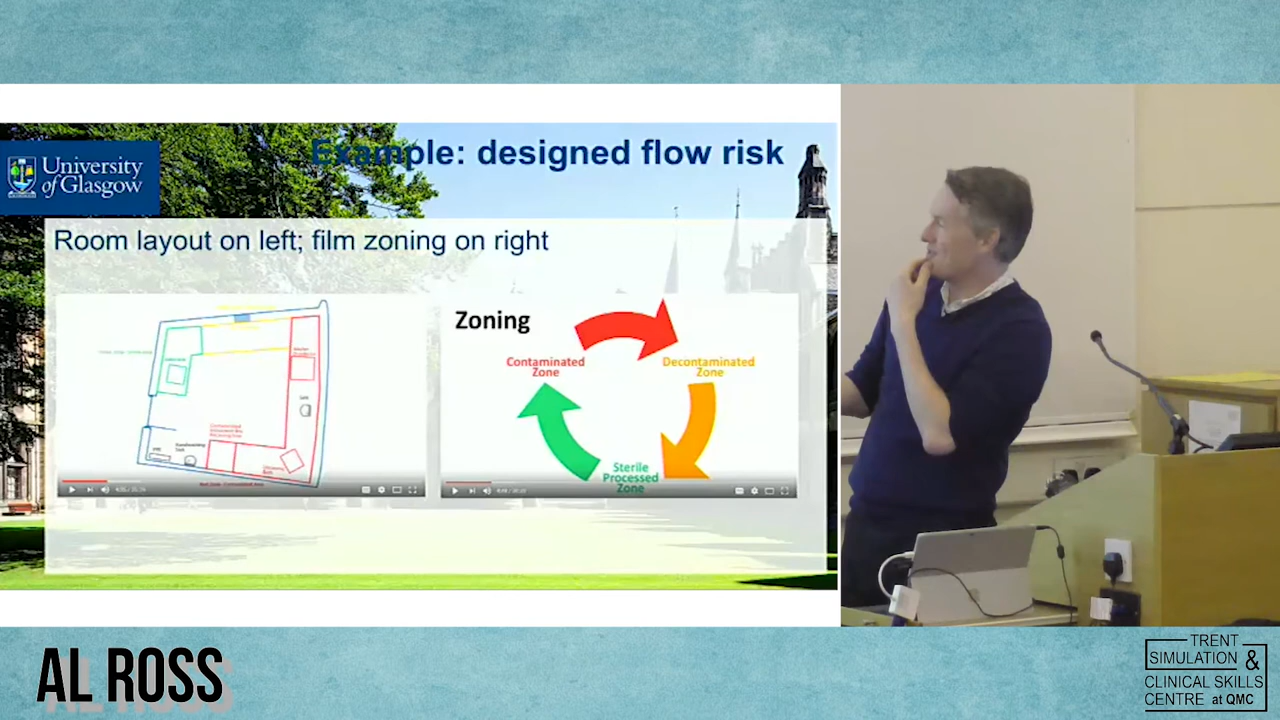 University
of Glasgow
Example: designed flow risk
Room layout on left; film zoning on right
Zoning
Contaminated
Zone
Decontaminated
Zone
Sterile
Processed
Zone
AL ROSS
TRENT
SIMULATION &
CLINICAL SKILLS
CENTRE at QMC